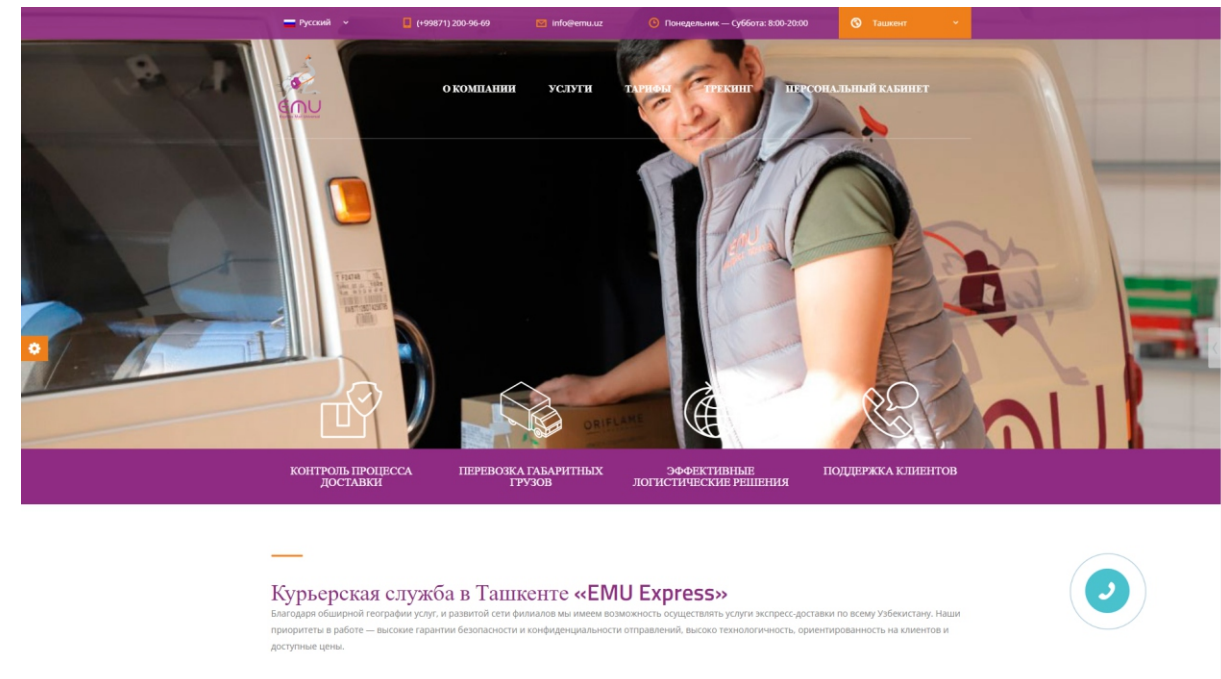 Русский
(+99871) 200-96-69
info@emu.uz
Понедельник — Суббота: 8:00-20:00
Ташкент
EMU
О КОМПАНИИ
УСЛУГИ
ТАРИФЫ
ТРЕКИНГ
ПЕРСОНАЛЬНЫЙ КАБИНЕТ
EMU
ORIFLAME
КОНТРОЛЬ ПРОЦЕССА
ДОСТАВКИ
ПЕРЕВОЗКА ГАБАРИТНЫХ
ГРУЗОВ
ЭФФЕКТИВНЫЕ
ЛОГИСТИЧЕСКИЕ РЕШЕНИЯ
ПОДДЕРЖКА КЛИЕНТОВ
Курьерская служба в Ташкенте «EMU Express»
Благодаря обширной географии услуг, и развитой сети филиалов мы имеем возможность осуществлять услуги экспресс-доставки по всему Узбекистану. Наши
приоритеты в работе — высокие гарантии безопасности и конфиденциальности отправлений, высоко технологичность, ориентированность на клиентов и
доступные цены.